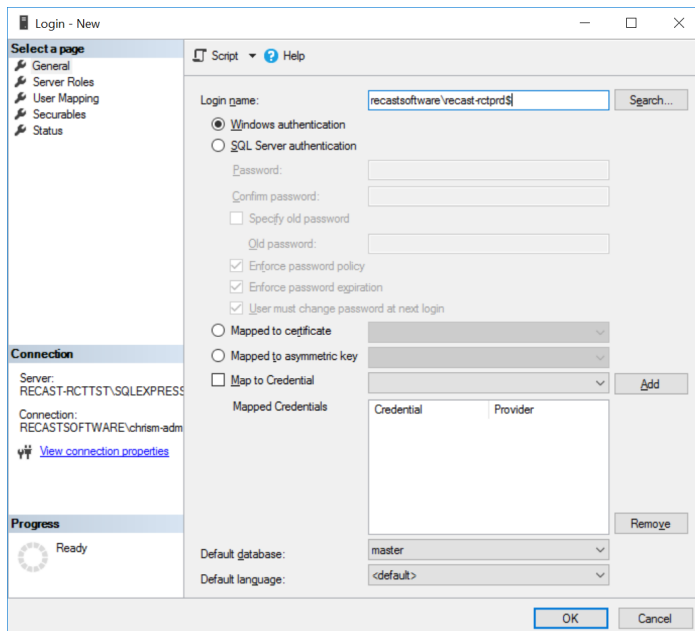 Login - New
Select a page
General
Server Roles
User Mapping
Securables
Status
Script
Help
Login name:
recastsoftware\recast-rctprd$
Search...
Windows authentication
SQL Server authentication
Password:
Confirm password:
Specify old password
Old password:
Enforce password policy
Enforce password expiration
User must change password at next login
Mapped to certificate
Mapped to asymmetric key
Map to Credential
Add
Mapped Credentials
Credential Provider
Remove
Default database:
master
Default language:
<default>
Connection
Server:
RECAST-RCTTST\SQLEXPRESS
Connection:
RECASTSOFTWARE\chrism-adm
View connection properties
Progress
Ready
OK
Cancel